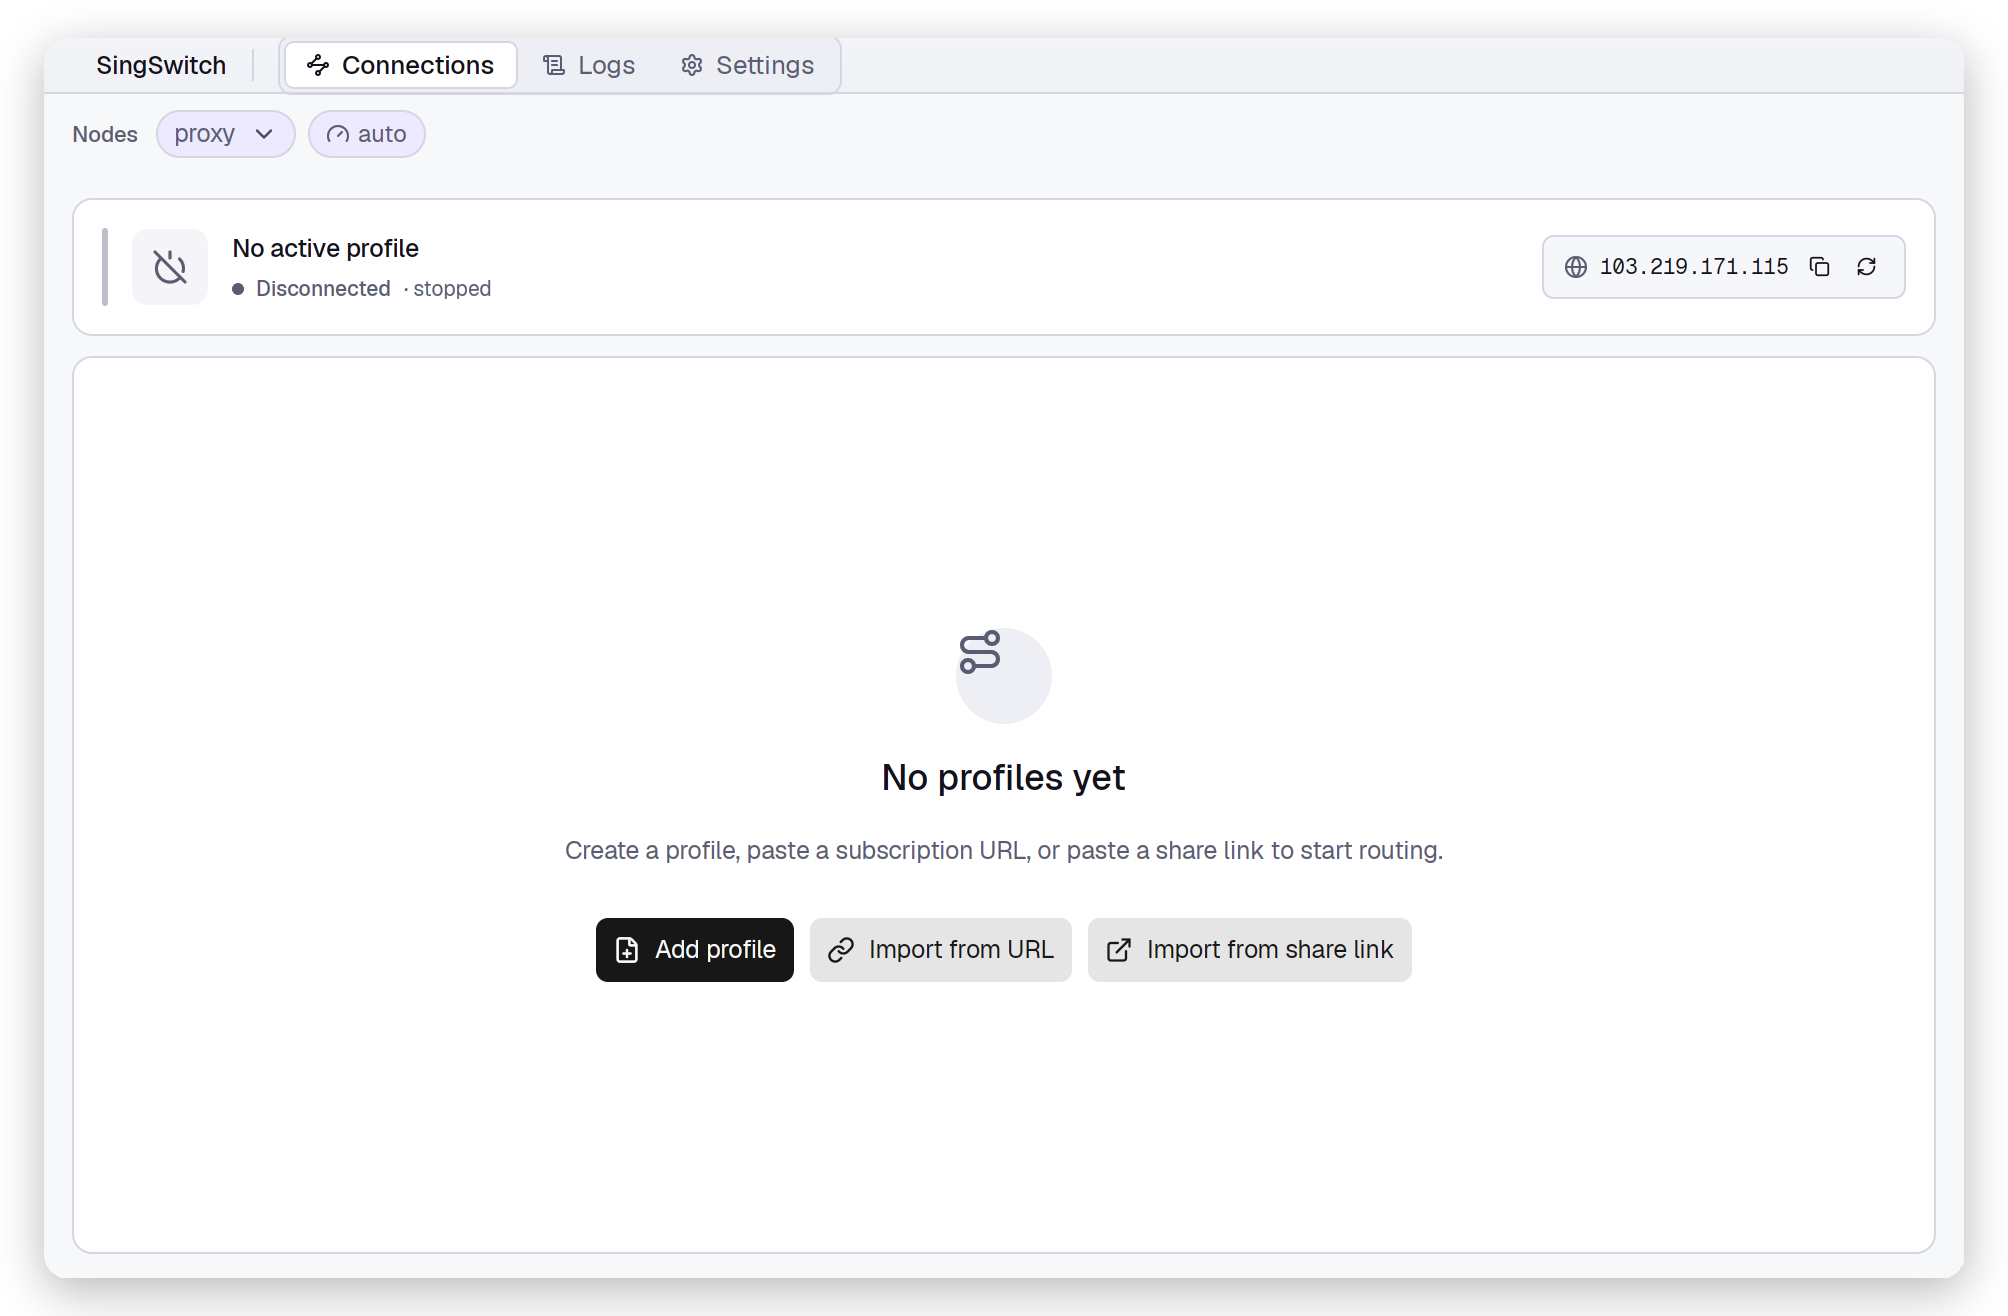 SingSwitch
Connections
Logs
Settings
Nodes
proxy
auto
No active profile
Disconnected · stopped
103.219.171.115
No profiles yet
Create a profile, paste a subscription URL, or paste a share link to start routing.
Add profile
Import from URL
Import from share link